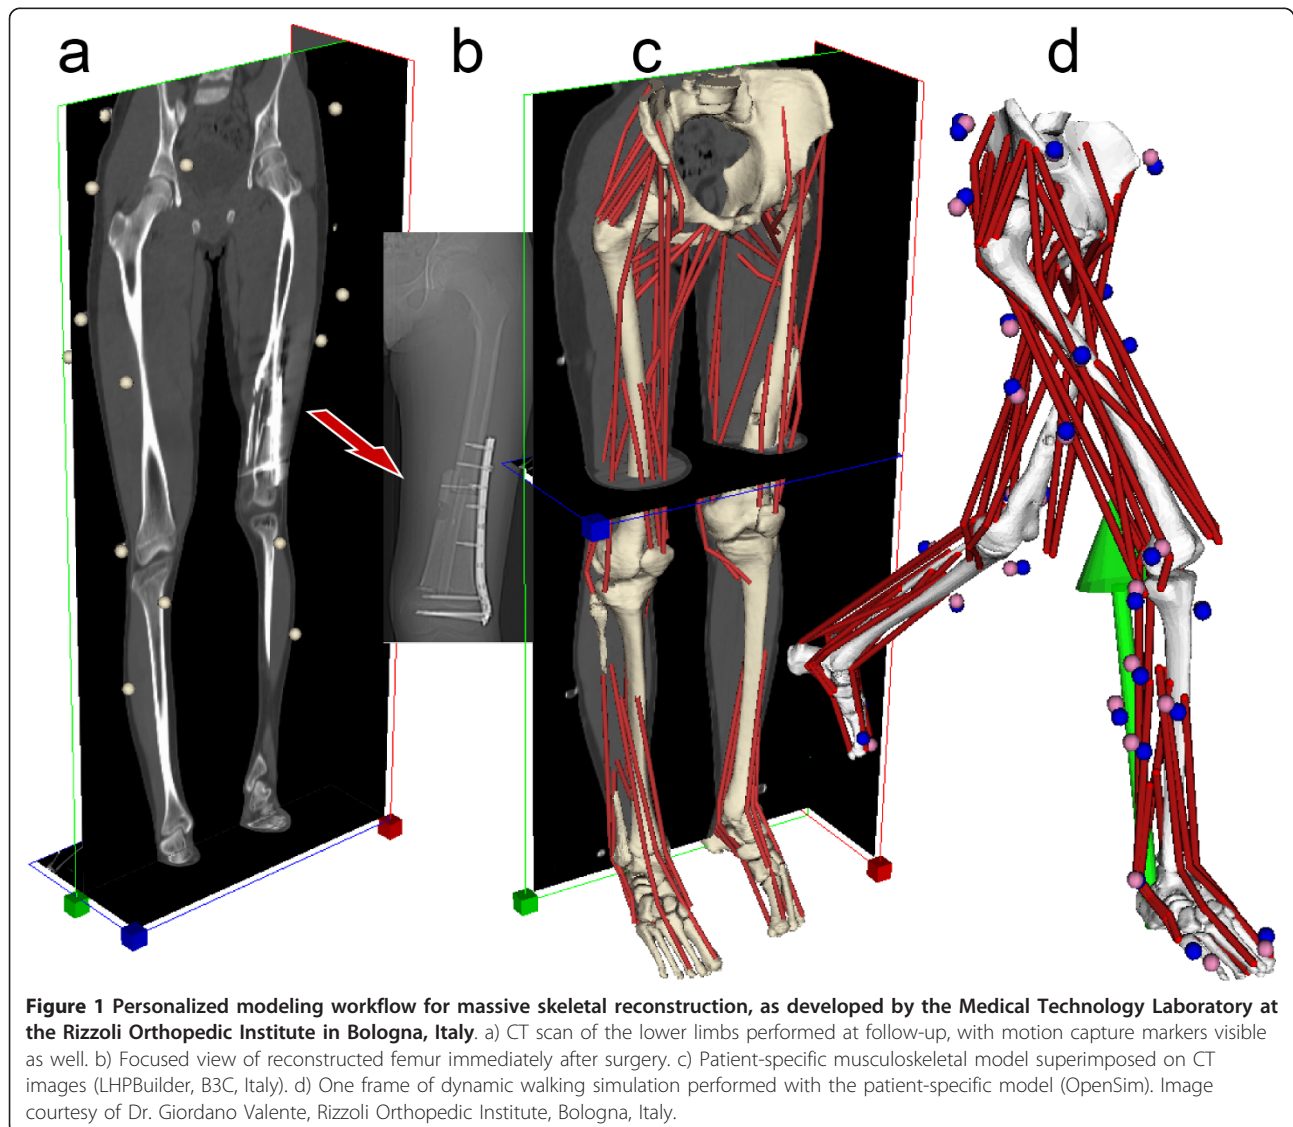 a
b
c
d
Figure 1 Personalized modeling workflow for massive skeletal reconstruction, as developed by the Medical Technology Laboratory at
the Rizzoli Orthopedic Institute in Bologna, Italy. a) CT scan of the lower limbs performed at follow-up, with motion capture markers visible
as well. b) Focused view of reconstructed femur immediately after surgery. c) Patient-specific musculoskeletal model superimposed on CT
images (LHPBuilder, B3C, Italy). d) One frame of dynamic walking simulation performed with the patient-specific model (OpenSim). Image
courtesy of Dr. Giordano Valente, Rizzoli Orthopedic Institute, Bologna, Italy.